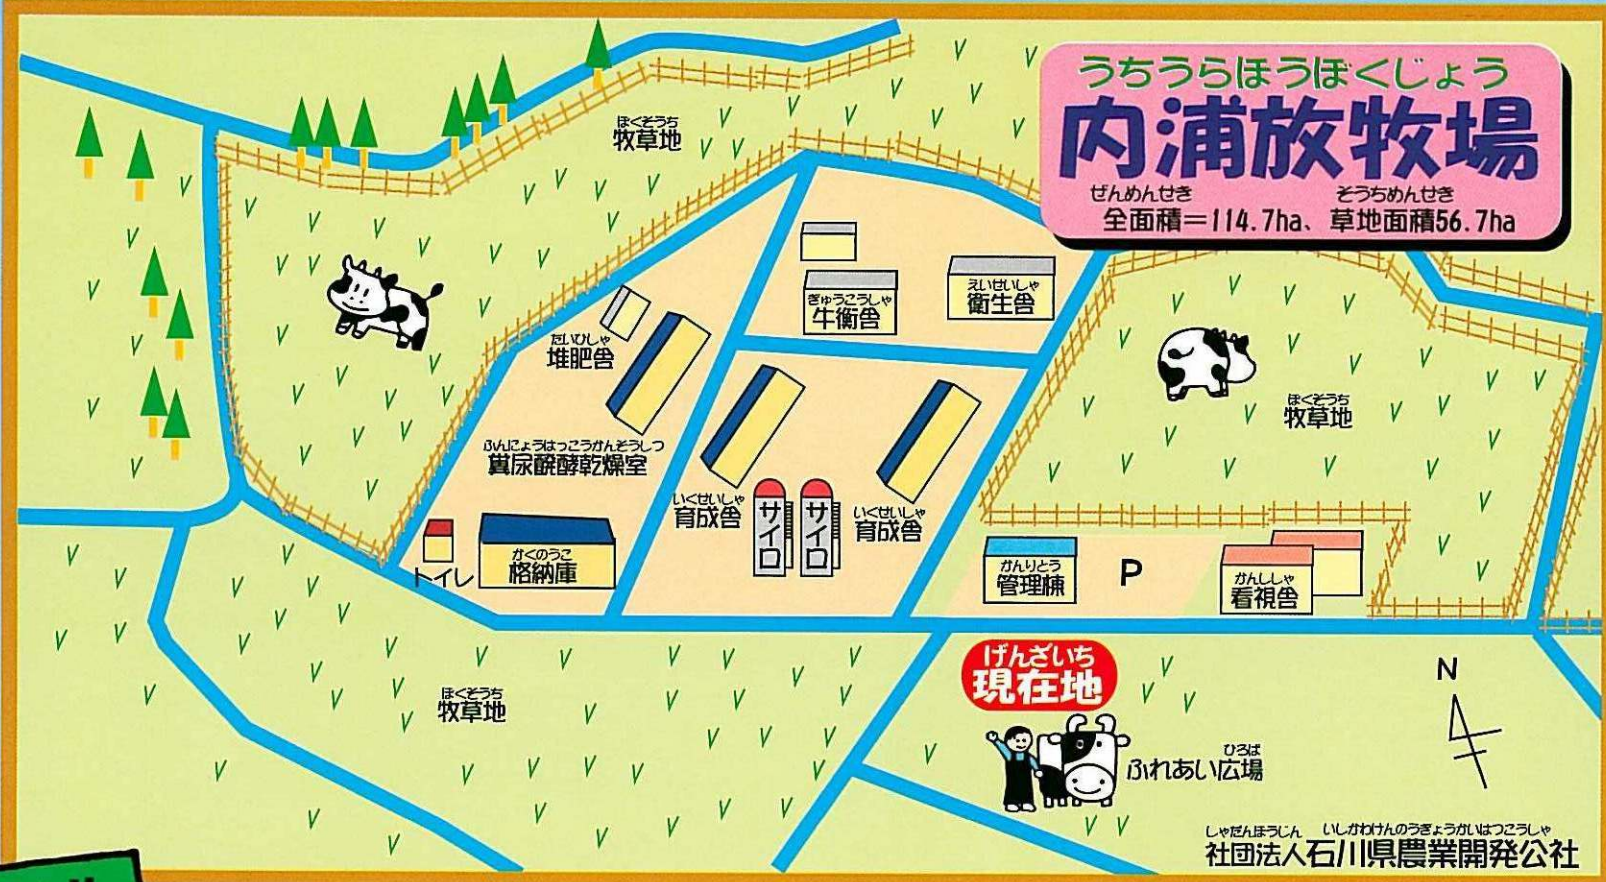 うちうらほうぼくじょう
内浦放牧場
ぜんめんせき　そうちめんせき
全面積＝114.7ha、草地面積56.7ha
ぼくそうち
牧草地
ぎゅうこうしゃ
牛衡舎
えいせいしゃ
衛生舎
たいひしゃ
堆肥舎
ぼくそうち
牧草地
ふんにょうはっこうかんそうしつ
糞尿醗酵乾燥室
いくせいしゃ
育成舎
サイロ
サイロ
いくせいしゃ
育成舎
トイレ
かくのうこ
格納庫
かんりとう
管理棟
P
かんししゃ
看視舎
げんざいち
現在地
N
ぼくそうち
牧草地
ひろば
ふれあい広場
しゃだんほうじん　いしかわけんのうぎょうかいはつこうしゃ
社団法人石川県農業開発公社